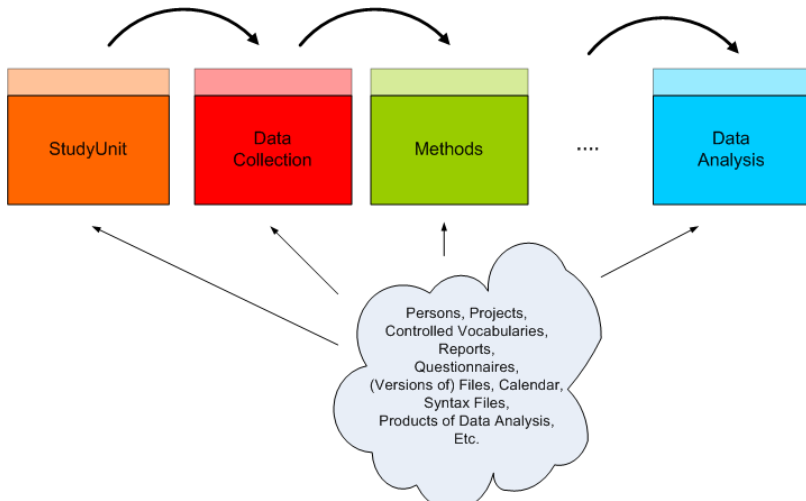 StudyUnit
Data
Collection
Methods
....
Data
Analysis
Persons, Projects,
Controlled Vocabularies,
Reports,
Questionnaires,
(Versions of) Files, Calendar,
Syntax Files,
Products of Data Analysis,
Etc.